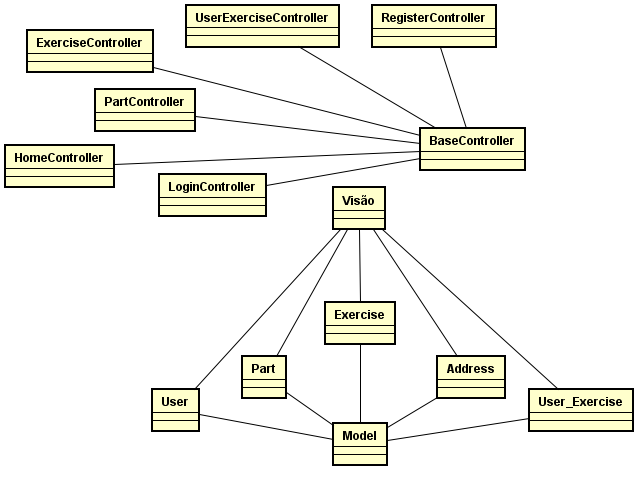 UserExerciseController
RegisterController
ExerciseController
PartController
BaseController
HomeController
LoginController
Visão
Exercise
Part
Address
User
User_Exercise
Model